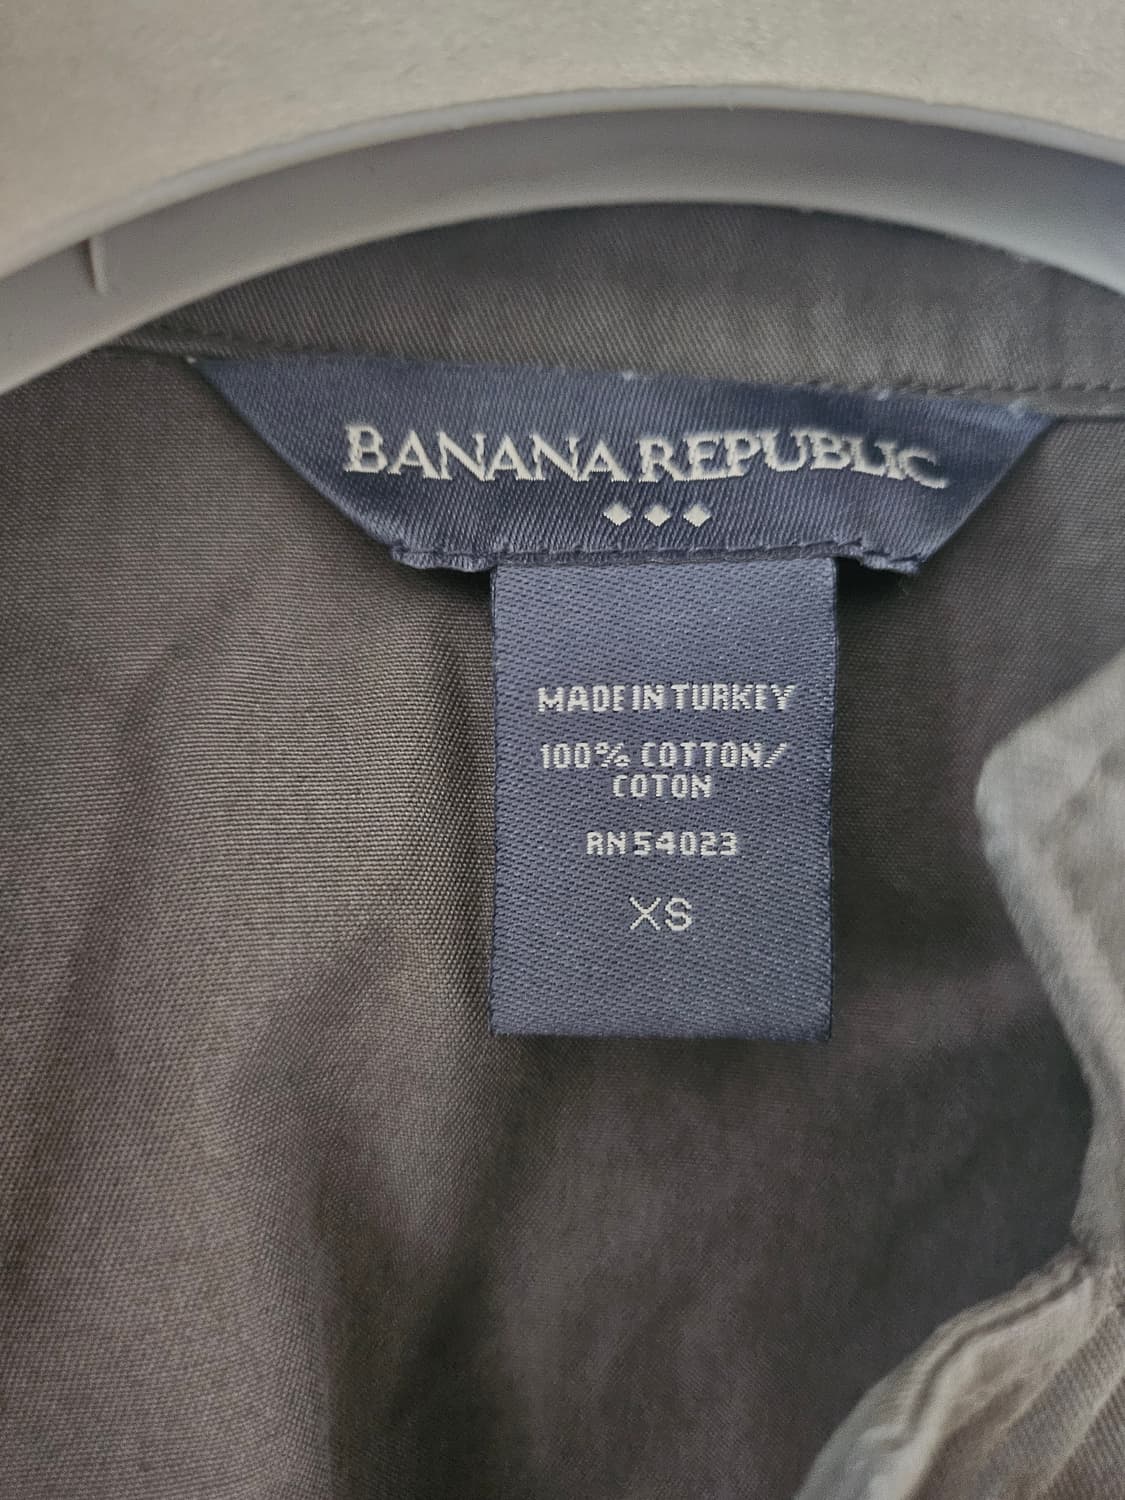 BANANA REPUBLIC
MADE IN TURKEY
100% COTTON/
COTON
RN 54023
XS